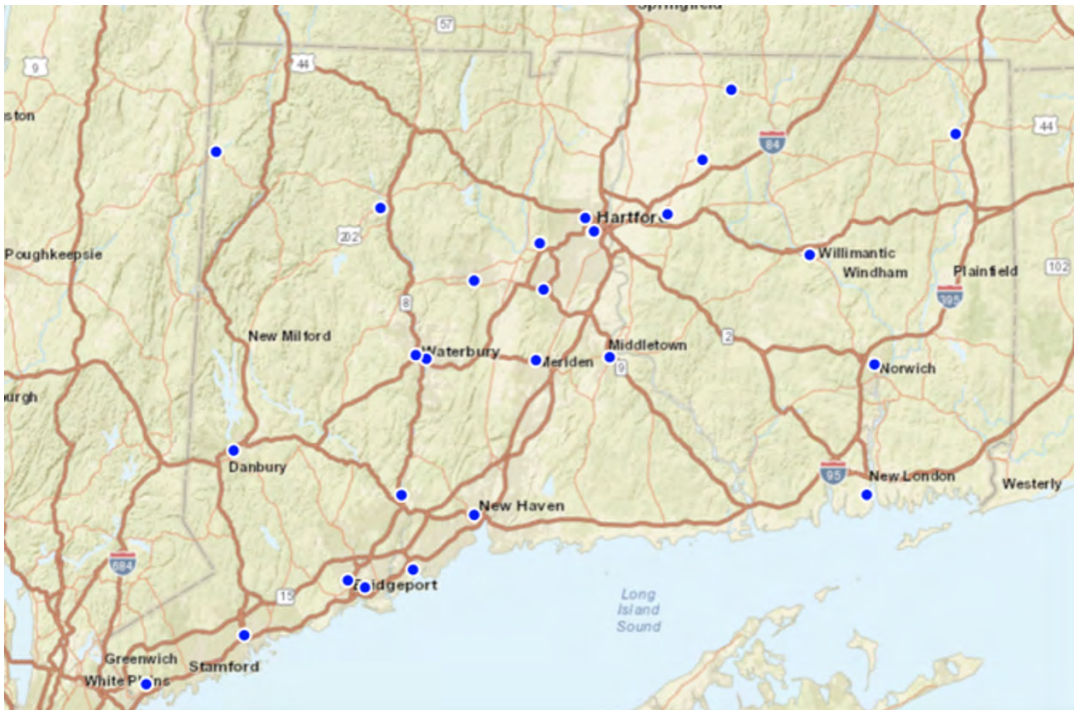 Springfield
57
9
44
ston
84
44
Hartford
202
Poughkeepsie
Willimantic
Windham
Plainfield
102
395
8
New Milford
2
Waterbury
Middletown
Meriden
9
Norwich
urgh
Danbury
95
New London
Westerly
New Haven
684
15
Bridgeport
Long
Island
Sound
Greenwich
Stamford
White Plains